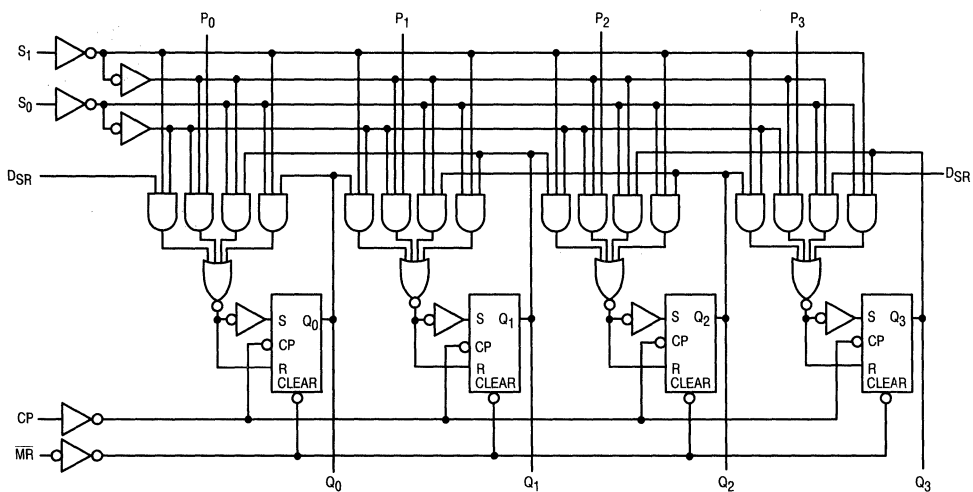 P0 P1 P2 P3
S1
S0
DSR DSR
S Q0 S Q1 S Q2 S Q3
CP CP CP CP
R R R R
CLEAR CLEAR CLEAR CLEAR
CP
MR
Q0 Q1 Q2 Q3